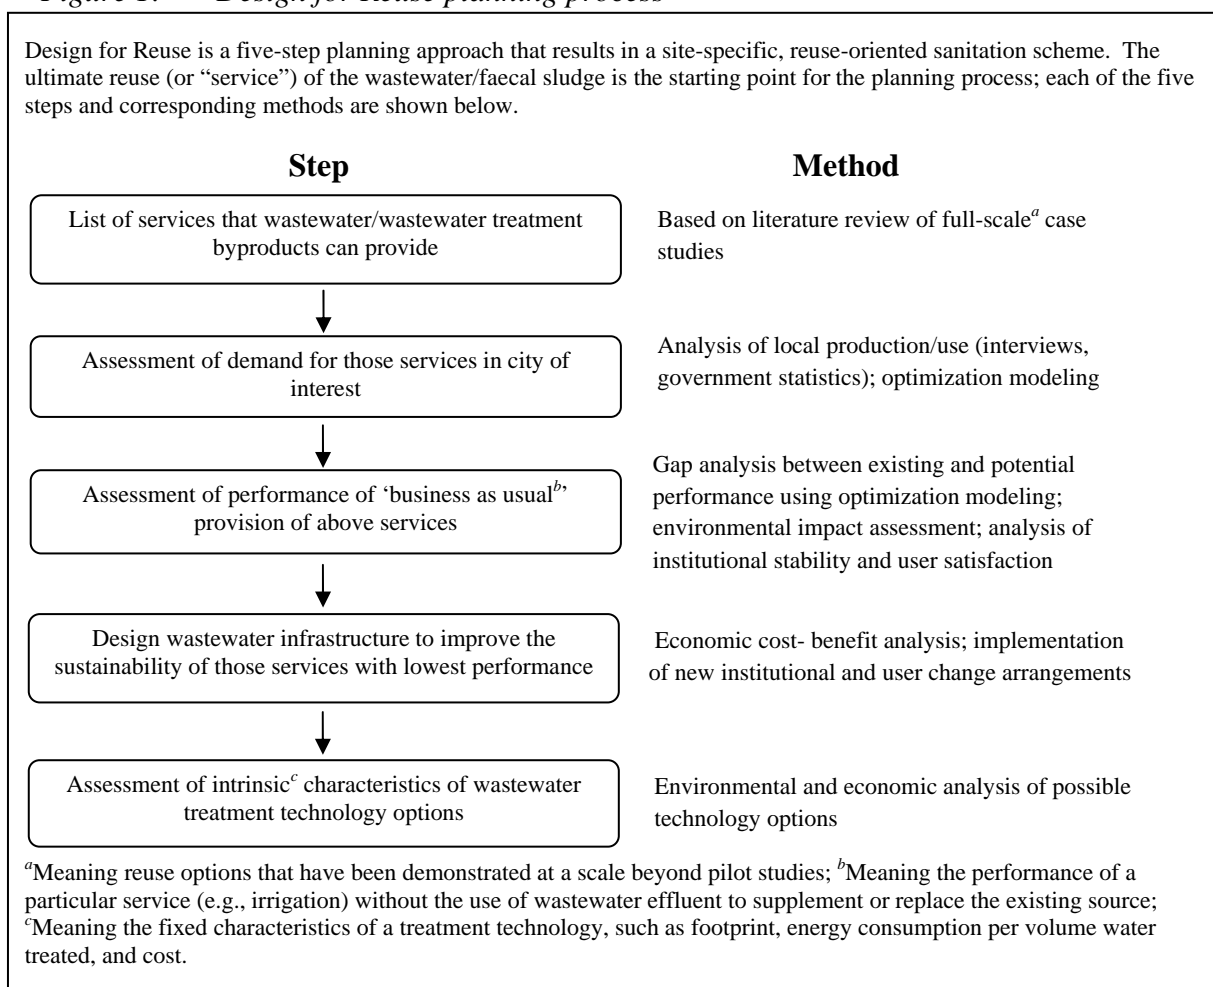 Figure 1. Design for Reuse planning process
Design for Reuse is a five-step planning approach that results in a site-specific, reuse-oriented sanitation scheme. The
ultimate reuse (or “service”) of the wastewater/faecal sludge is the starting point for the planning process; each of the five
steps and corresponding methods are shown below.
Step
Method
List of services that wastewater/wastewater treatment
byproducts can provide
Based on literature review of full-scaleᵃ case
studies
Assessment of demand for those services in city of
interest
Analysis of local production/use (interviews,
government statistics); optimization modeling
Assessment of performance of ‘business as usualᵇ’
provision of above services
Gap analysis between existing and potential
performance using optimization modeling;
environmental impact assessment; analysis of
institutional stability and user satisfaction
Design wastewater infrastructure to improve the
sustainability of those services with lowest performance
Economic cost- benefit analysis; implementation
of new institutional and user change arrangements
Assessment of intrinsicᶜ characteristics of wastewater
treatment technology options
Environmental and economic analysis of possible
technology options
ᵃMeaning reuse options that have been demonstrated at a scale beyond pilot studies; ᵇMeaning the performance of a
particular service (e.g., irrigation) without the use of wastewater effluent to supplement or replace the existing source;
ᶜMeaning the fixed characteristics of a treatment technology, such as footprint, energy consumption per volume water
treated, and cost.